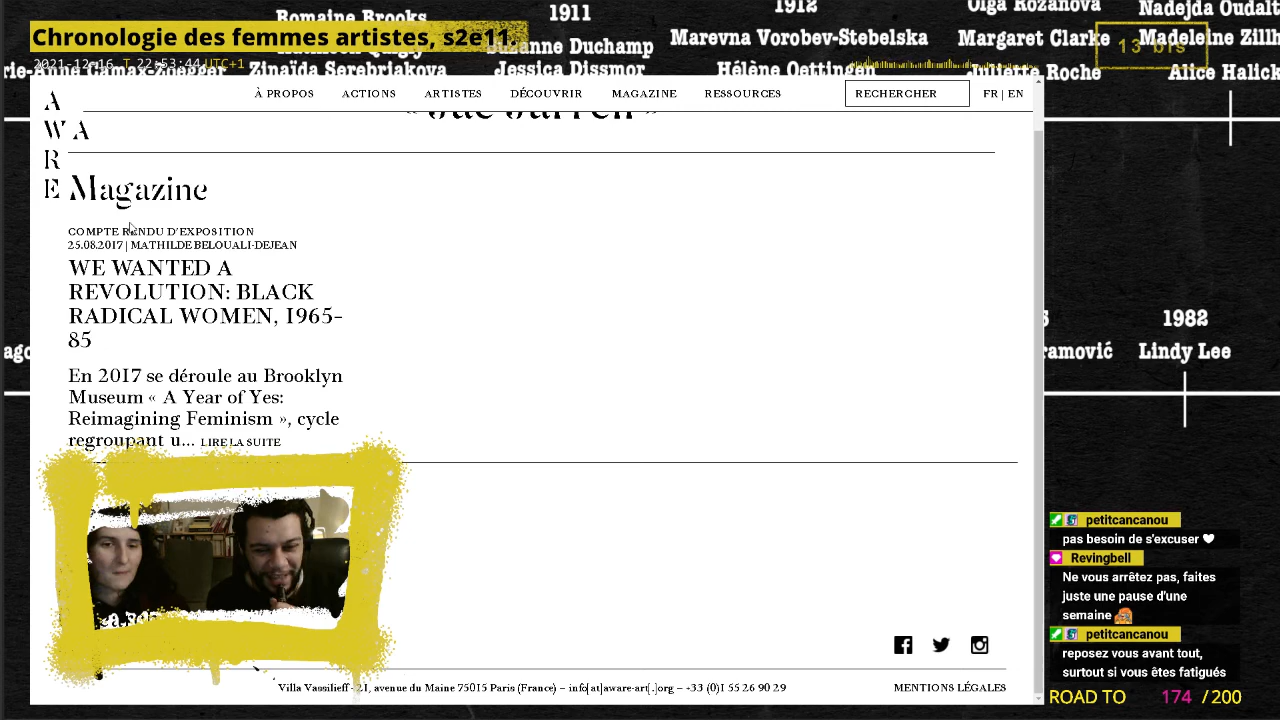 Romaine Brooks
1911
1912
Olga Rozanova
Nadejda Oudalt
Chronologie des femmes artistes, s2e11.
Suzanne Duchamp
Marevna Vorobev-Stebelska
Margaret Clarke
Madeleine Zillh
13 bis
2021-12-16 T 22:53:44 UTC+1
Zinaïda Serebriakova
Jessica Dissmor
Hélène Oettingen
Juliette Roche
Alice Halick
A
WA
R
E
À PROPOS
ACTIONS
ARTISTES
DÉCOUVRIR
MAGAZINE
RESSOURCES
RECHERCHER
FR | EN
Magazine
COMPTE RENDU D'EXPOSITION
25.08.2017 | MATHILDE BELOUALI-DEJEAN
WE WANTED A
REVOLUTION: BLACK
RADICAL WOMEN, 1965-
85
En 2017 se déroule au Brooklyn
Museum « A Year of Yes:
Reimagining Feminism », cycle
regroupant u... LIRE LA SUITE
1982
ramović
Lindy Lee
petitcancanou
pas besoin de s'excuser
Revingbell
Ne vous arrêtez pas, faites
juste une pause d'une
semaine
petitcancanou
reposez vous avant tout,
surtout si vous êtes fatigués
Villa Vassilieff - 21, avenue du Maine 75015 Paris (France) – info[at]aware-art[.]org – +33 (0)1 55 26 90 29
MENTIONS LÉGALES
ROAD TO 174 / 200